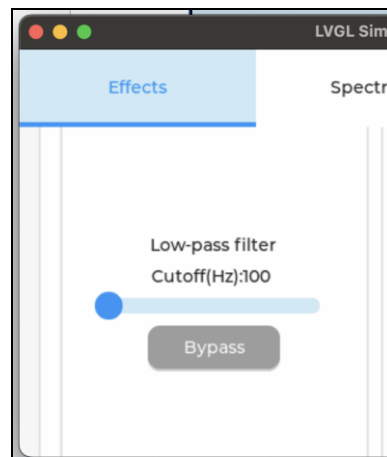 LVGL Sim
Effects
Spectr
Low-pass filter
Cutoff(Hz):100
Bypass